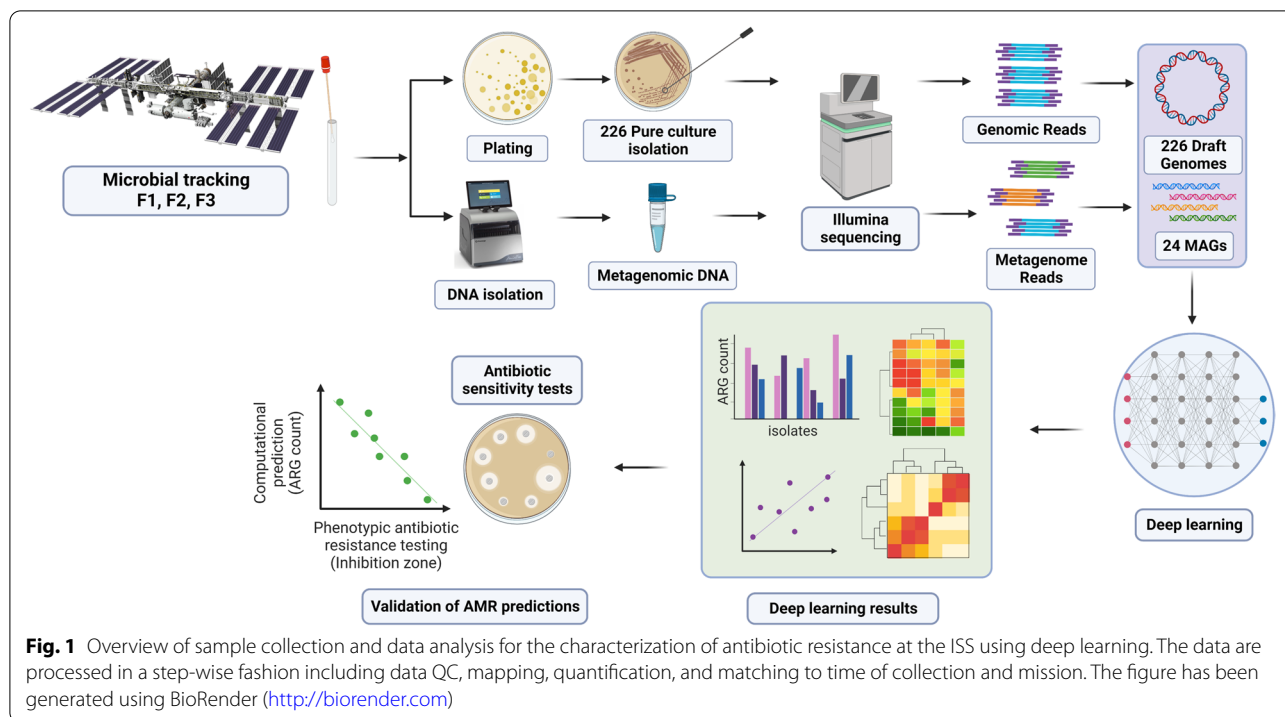 Microbial tracking
F1, F2, F3
Plating
226 Pure culture
isolation
DNA isolation
Metagenomic DNA
Illumina
sequencing
Genomic Reads
Metagenome
Reads
226 Draft
Genomes
24 MAGs
Deep learning
ARG count
isolates
Deep learning results
Antibiotic
sensitivity tests
Computational
prediction
(ARG count)
Phenotypic antibiotic
resistance testing
(Inhibition zone)
Validation of AMR predictions
Fig. 1 Overview of sample collection and data analysis for the characterization of antibiotic resistance at the ISS using deep learning. The data are
processed in a step-wise fashion including data QC, mapping, quantification, and matching to time of collection and mission. The figure has been
generated using BioRender (http://biorender.com)